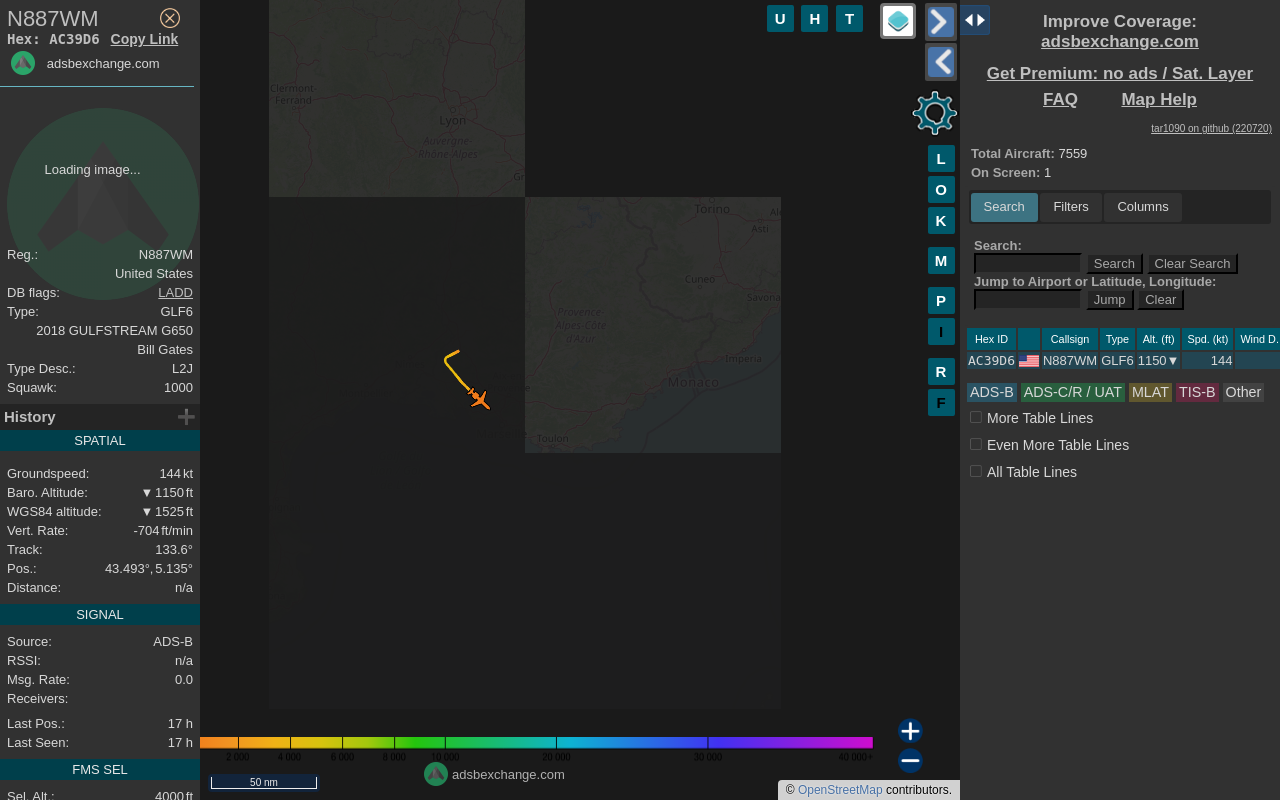 N887WM
Hex: AC39D6 Copy Link
adsbexchange.com
Loading image...
Reg.: N887WM
United States
DB flags: LADD
Type: GLF6
2018 GULFSTREAM G650
Bill Gates
Type Desc.: L2J
Squawk: 1000
History
SPATIAL
Groundspeed: 144 kt
Baro. Altitude: ▼ 1150 ft
WGS84 altitude: ▼ 1525 ft
Vert. Rate: -704 ft/min
Track: 133.6°
Pos.: 43.493°, 5.135°
Distance: n/a
SIGNAL
Source: ADS-B
RSSI: n/a
Msg. Rate: 0.0
Receivers:
Last Pos.: 17 h
Last Seen: 17 h
FMS SEL
Sel. Alt.: 4000 ft
U H T
Clermont-
Ferrand
Lyon
Auvergne-
Rhône-Alpes
Gr
Torino
Al
Asti
Cuneo
Savona
Provence-
Alpes-Côte
d'Azur
Imperia
Monaco
Toulon
L
O
K
M
P
I
R
F
2 000 4 000 6 000 8 000 10 000 20 000 30 000 40 000+
adsbexchange.com
50 nm
© OpenStreetMap contributors.
Improve Coverage:
adsbexchange.com
Get Premium: no ads / Sat. Layer
FAQ Map Help
tar1090 on github (220720)
Total Aircraft: 7559
On Screen: 1
Search Filters Columns
Search:
Search Clear Search
Jump to Airport or Latitude, Longitude:
Jump Clear
Hex ID Callsign Type Alt. (ft) Spd. (kt) Wind D.
AC39D6 N887WM GLF6 1150▼ 144
ADS-B ADS-C/R / UAT MLAT TIS-B Other
More Table Lines
Even More Table Lines
All Table Lines